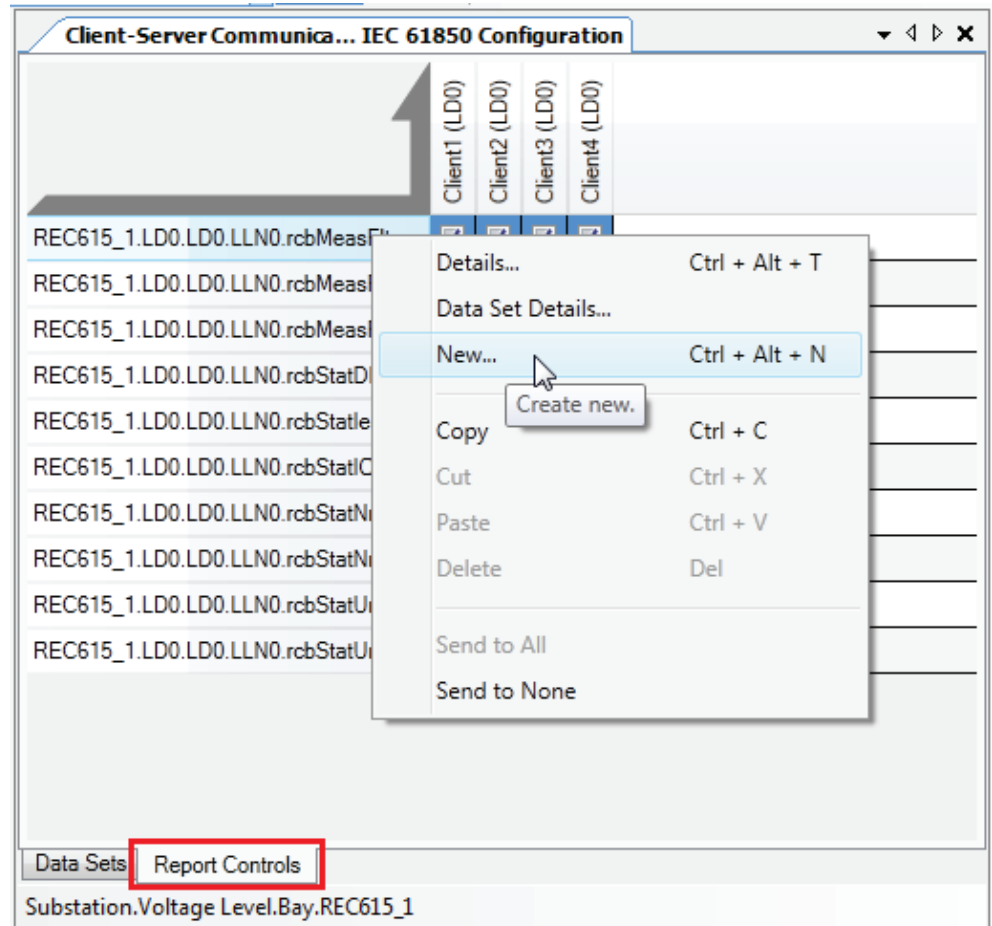 Client-Server Communica... IEC 61850 Configuration
Client1 (LD0)
Client2 (LD0)
Client3 (LD0)
Client4 (LD0)
REC615_1.LD0.LD0.LLN0.rcbMeasFlt
REC615_1.LD0.LD0.LLN0.rcbMeas
REC615_1.LD0.LD0.LLN0.rcbMeas
REC615_1.LD0.LD0.LLN0.rcbStatD
REC615_1.LD0.LD0.LLN0.rcbStatIe
REC615_1.LD0.LD0.LLN0.rcbStatIC
REC615_1.LD0.LD0.LLN0.rcbStatN
REC615_1.LD0.LD0.LLN0.rcbStatN
REC615_1.LD0.LD0.LLN0.rcbStatU
REC615_1.LD0.LD0.LLN0.rcbStatU
Details... Ctrl + Alt + T
Data Set Details...
New... Ctrl + Alt + N
Create new.
Copy Ctrl + C
Cut Ctrl + X
Paste Ctrl + V
Delete Del
Send to All
Send to None
Data Sets Report Controls
Substation.Voltage Level.Bay.REC615_1